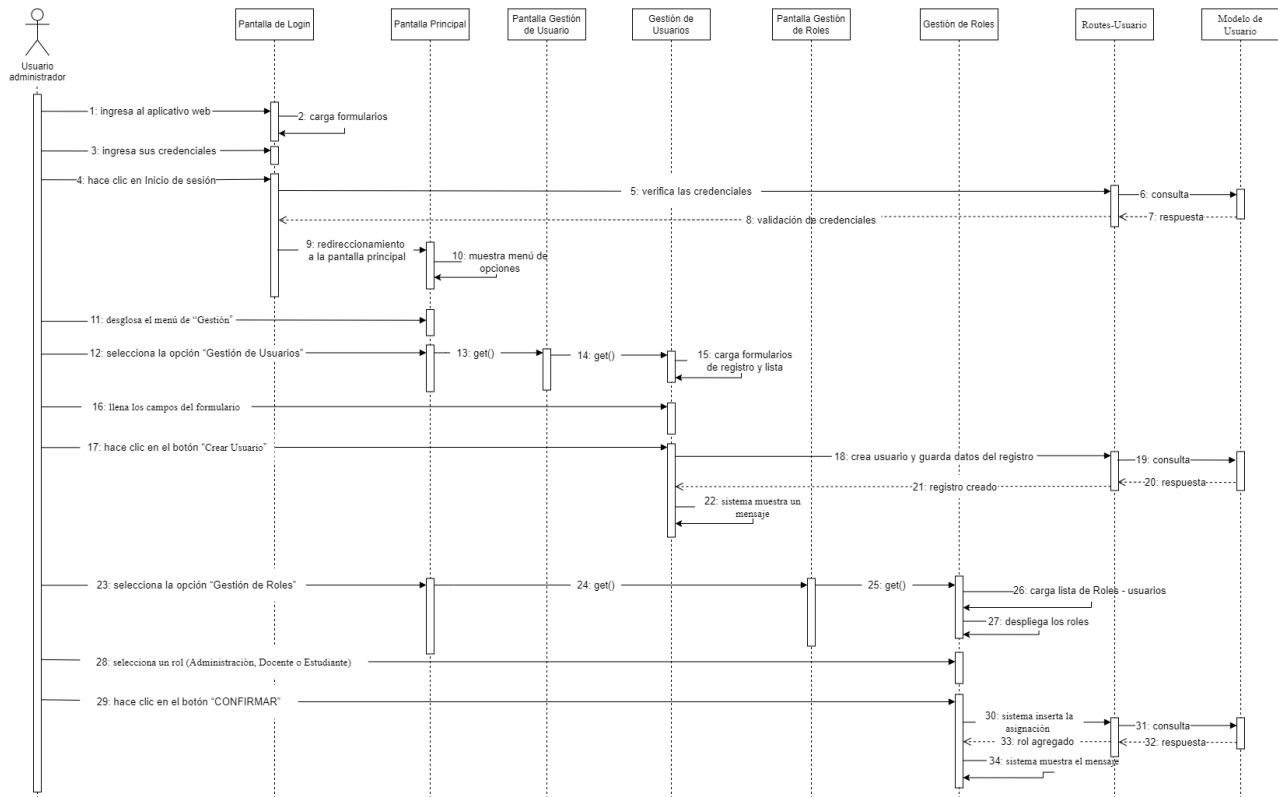 Pantalla de Login
Pantalla Principal
Pantalla Gestión
de Usuario
Gestión de
Usuarios
Pantalla Gestión
de Roles
Gestión de Roles
Routes-Usuario
Modelo de
Usuario
Usuario
administrador
1: ingresa al aplicativo web
2: carga formularios
3: ingresa sus credenciales
4: hace clic en Inicio de sesión
5: verifica las credenciales
6: consulta
7: respuesta
8: validación de credenciales
9: redireccionamiento
a la pantalla principal
10: muestra menú de
opciones
11: desglosa el menú de “Gestión”
12: selecciona la opción “Gestión de Usuarios”
13: get()
14: get()
15: carga formularios
de registro y lista
16: llena los campos del formulario
17: hace clic en el botón “Crear Usuario”
18: crea usuario y guarda datos del registro
19: consulta
20: respuesta
21: registro creado
22: sistema muestra un
mensaje
23: selecciona la opción “Gestión de Roles”
24: get()
25: get()
26: carga lista de Roles - usuarios
27: despliega los roles
28: selecciona un rol (Administraciòn, Docente o Estudiante)
29: hace clic en el botón “CONFIRMAR”
30: sistema inserta la
asignación
31: consulta
32: respuesta
33: rol agregado
34: sistema muestra el mensaje